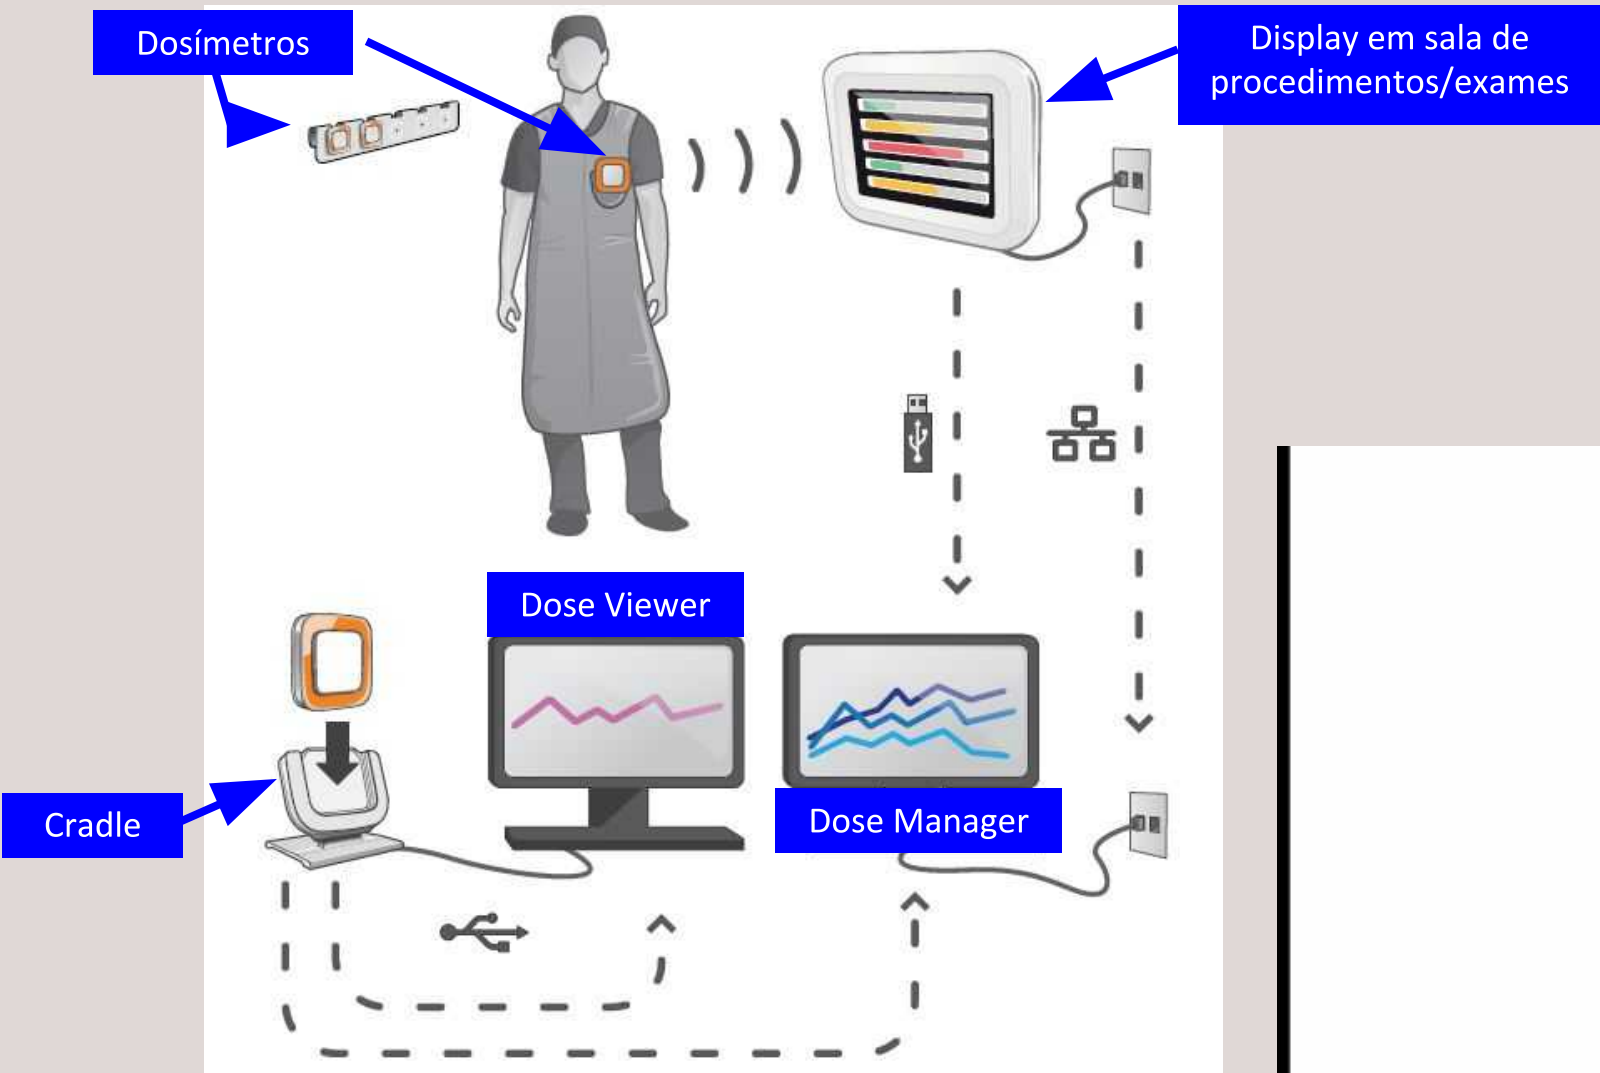 Dosímetros
Display em sala de
procedimentos/exames
Dose Viewer
Dose Manager
Cradle